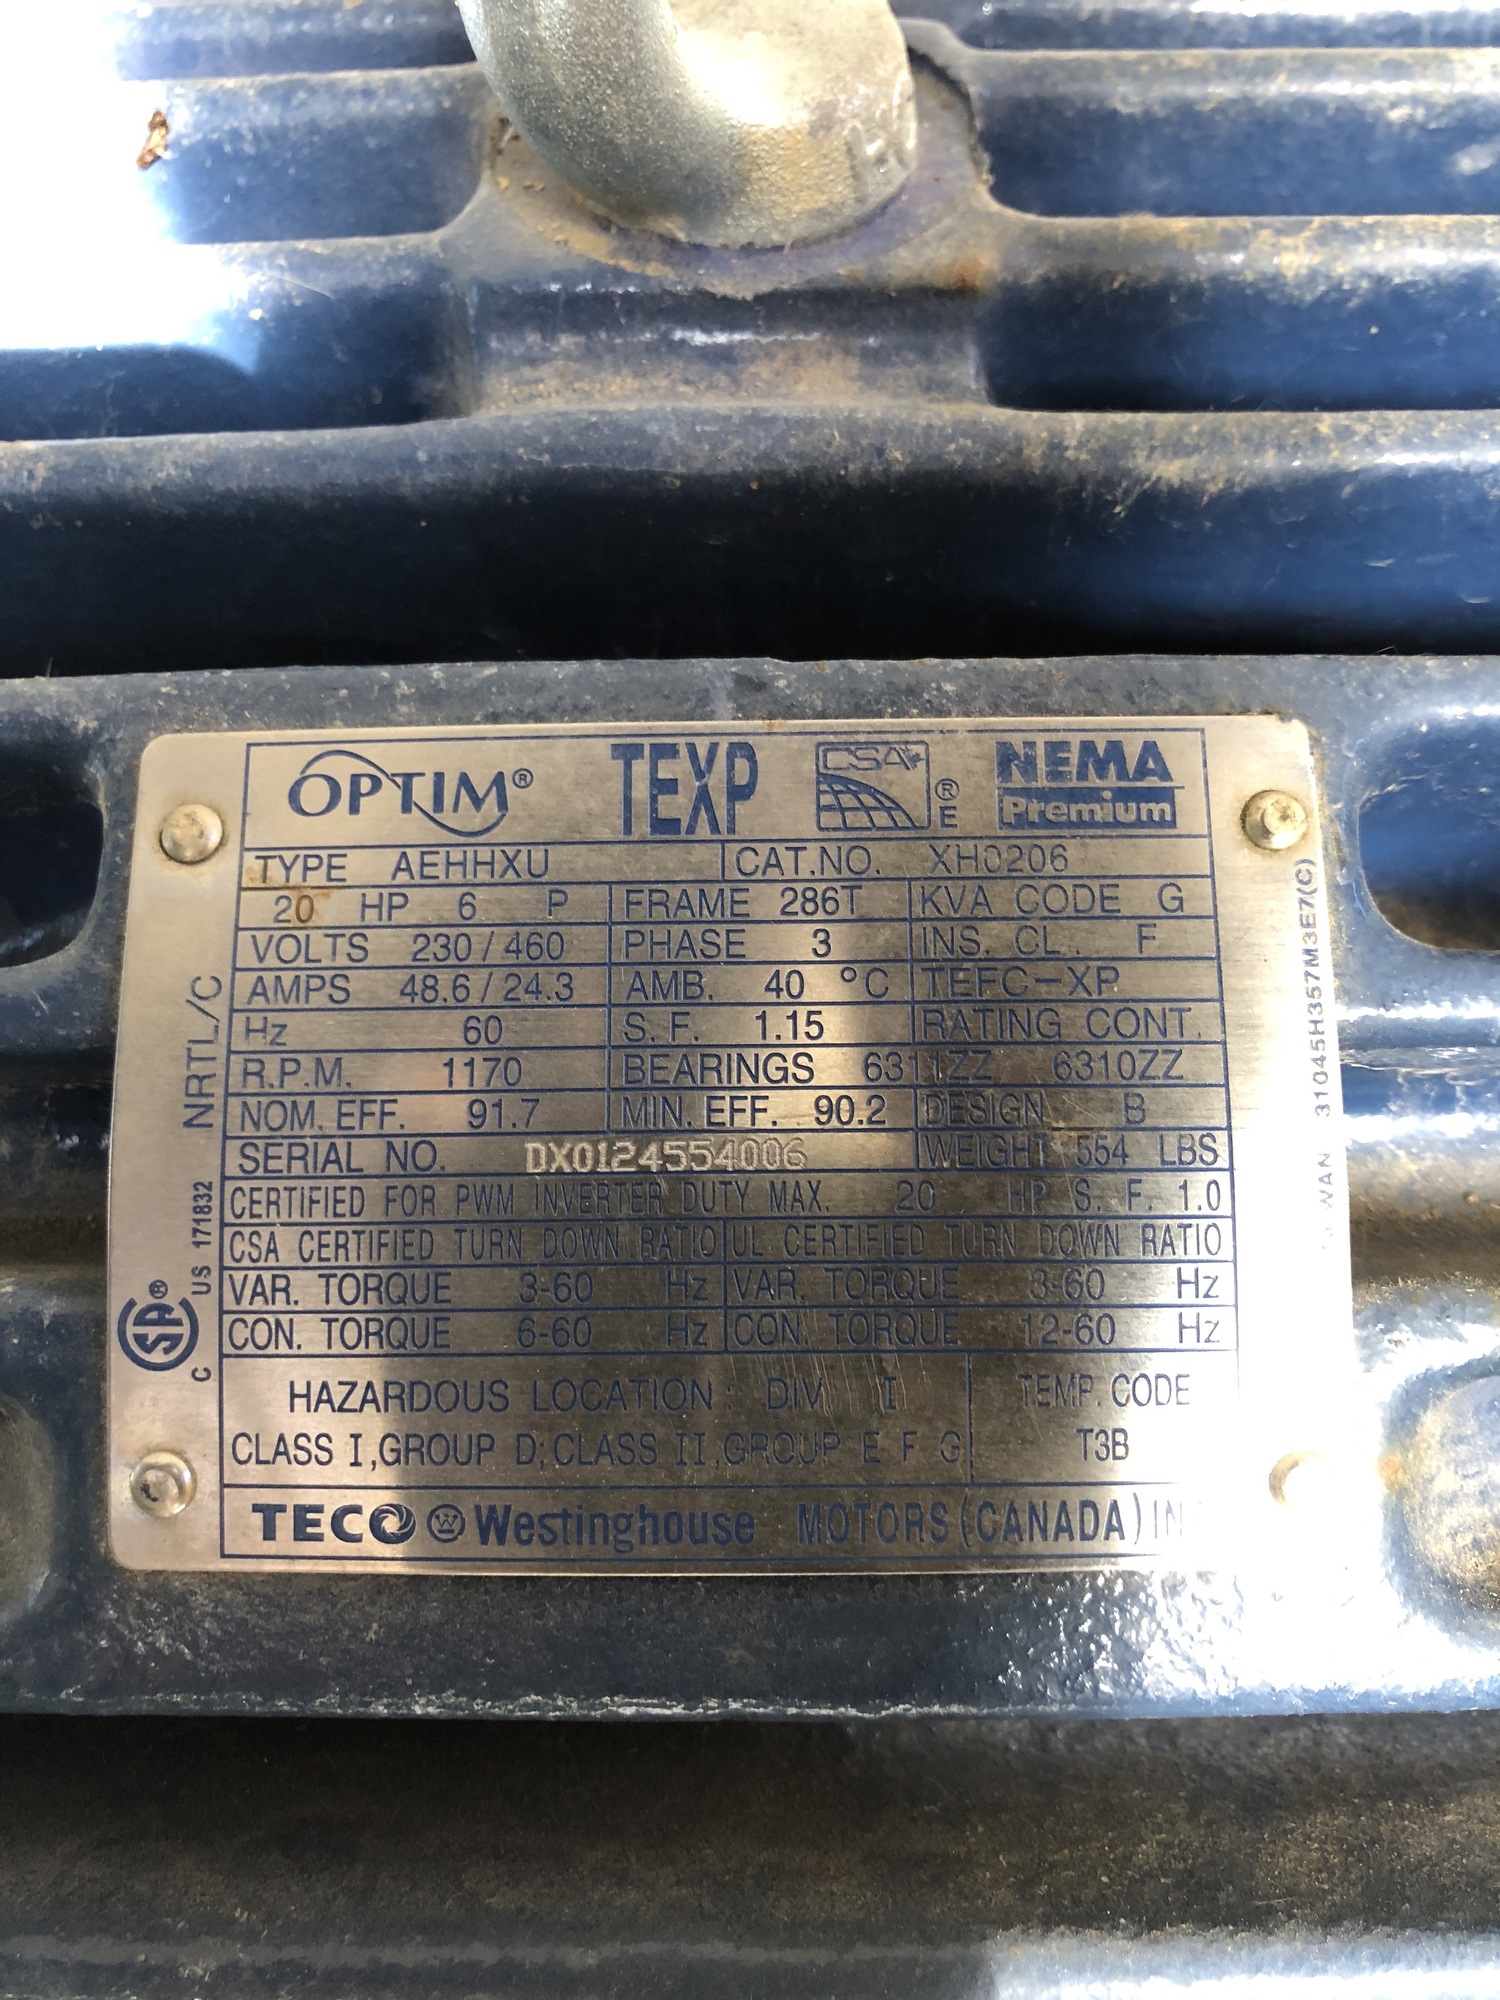 OPTIM® TEXP CSA ® E NEMA Premium
TYPE AEHHXU CAT.NO. XH0206
20 HP 6 P FRAME 286T KVA CODE G
VOLTS 230/460 PHASE 3 INS. CL. F
AMPS 48.6/24.3 AMB. 40 °C TEFC-XP
Hz 60 S.F. 1.15 RATING CONT.
R.P.M. 1170 BEARINGS 6311ZZ 6310ZZ
NOM. EFF. 91.7 MIN. EFF. 90.2 DESIGN B
SERIAL NO. DX0124554006 WEIGHT 554 LBS
CERTIFIED FOR PWM INVERTER DUTY MAX. 20 HP S. F. 1.0
CSA CERTIFIED TURN DOWN RATIO UL CERTIFIED TURN DOWN RATIO
VAR. TORQUE 3-60 Hz VAR. TORQUE 3-60 Hz
CON. TORQUE 6-60 Hz CON. TORQUE 12-60 Hz
HAZARDOUS LOCATION: DIV I TEMP. CODE
CLASS I,GROUP D; CLASS II,GROUP E F G T3B
TECO W Westinghouse MOTORS (CANADA) IN
C SA® US 171832 NRTL/C
31045H357M3E7(C)